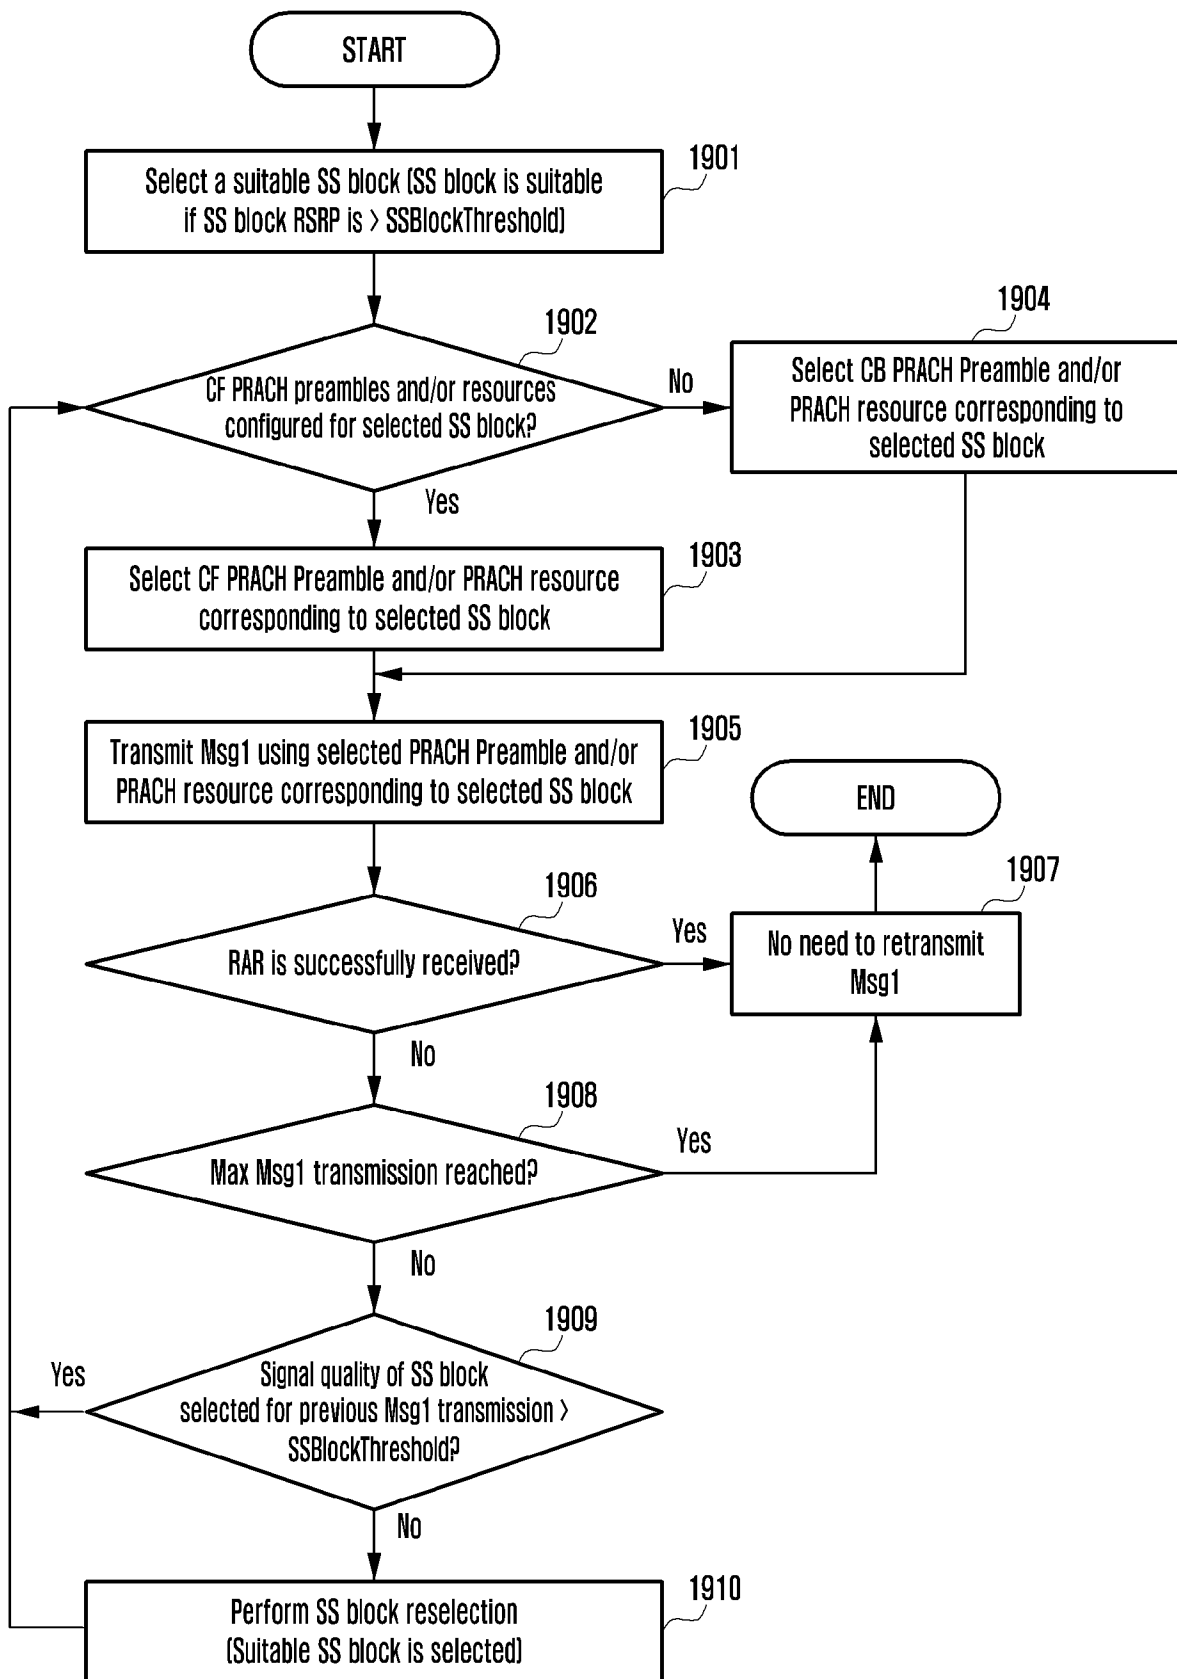 START
1901
Select a suitable SS block (SS block is suitable
if SS block RSRP is > SSBlockThreshold)
1902
CF PRACH preambles and/or resources
configured for selected SS block?
No
1904
Select CB PRACH Preamble and/or
PRACH resource corresponding to
selected SS block
Yes
1903
Select CF PRACH Preamble and/or PRACH resource
corresponding to selected SS block
1905
Transmit Msg1 using selected PRACH Preamble and/or
PRACH resource corresponding to selected SS block
END
1906
RAR is successfully received?
Yes
1907
No need to retransmit
Msg1
No
1908
Max Msg1 transmission reached?
Yes
No
1909
Signal quality of SS block
selected for previous Msg1 transmission >
SSBlockThreshold?
Yes
No
1910
Perform SS block reselection
(Suitable SS block is selected)